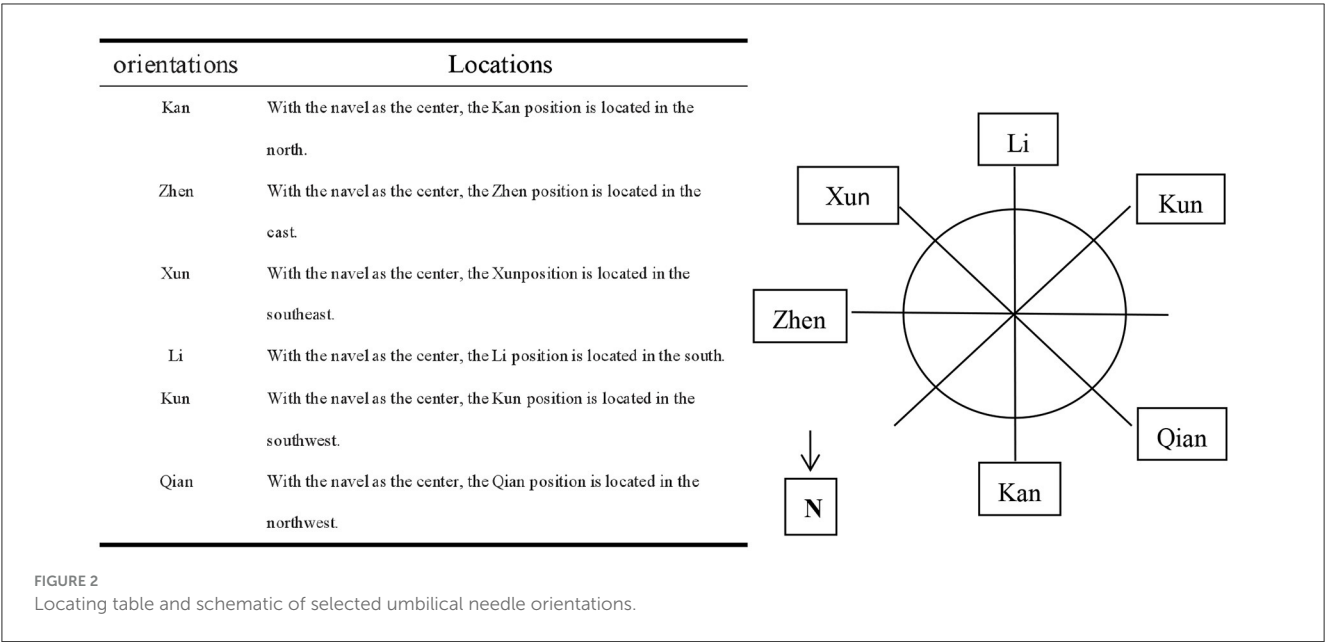 orientations Locations
Kan With the navel as the center, the Kan position is located in the
north.
Zhen With the navel as the center, the Zhen position is located in the
east.
Xun With the navel as the center, the Xunposition is located in the
southeast.
Li With the navel as the center, the Li position is located in the south.
Kun With the navel as the center, the Kun position is located in the
southwest.
Qian With the navel as the center, the Qian position is located in the
northwest.
Li
Xun
Kun
Zhen
Qian
Kan
N
FIGURE 2
Locating table and schematic of selected umbilical needle orientations.